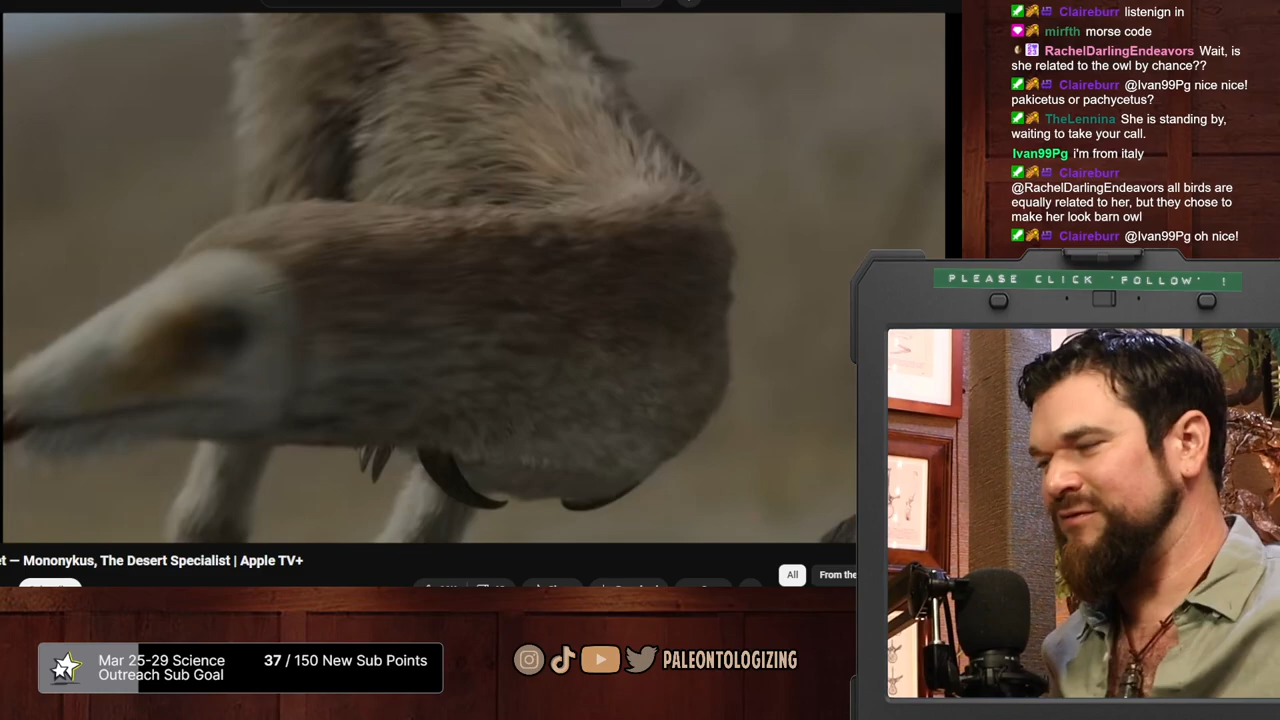 Claireburr listenign in
mirfth morse code
RachelDarlingEndeavors Wait, is
she related to the owl by chance??
Claireburr @Ivan99Pg nice nice!
pakicetus or pachycetus?
TheLennina She is standing by,
waiting to take your call.
Ivan99Pg i'm from italy
Claireburr
@RachelDarlingEndeavors all birds are
equally related to her, but they chose to
make her look barn owl
Claireburr @Ivan99Pg oh nice!
PLEASE CLICK 'FOLLOW' !
et — Mononykus, The Desert Specialist | Apple TV+
All From the
Mar 25-29 Science
Outreach Sub Goal
37 / 150 New Sub Points
PALEONTOLOGIZING